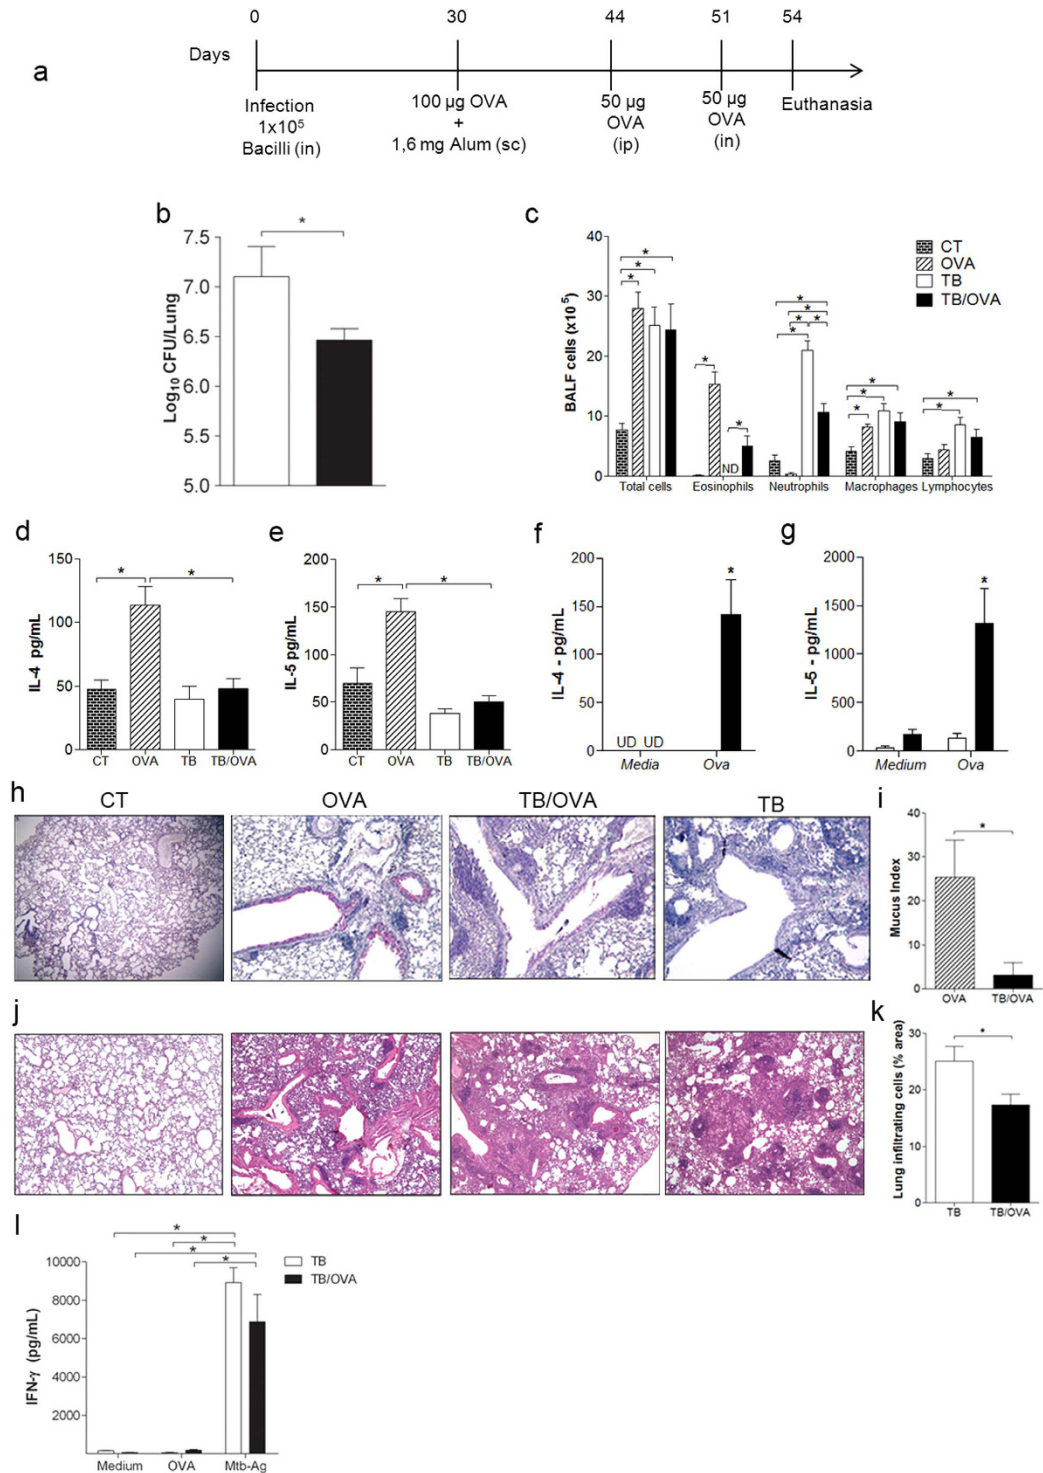 a
Days
0
30
44
51
54
Infection
1x10⁵
Bacilli (in)
100 µg OVA
+
1,6 mg Alum (sc)
50 µg
OVA
(ip)
50 µg
OVA
(in)
Euthanasia
b
Log₁₀ CFU/Lung
7.5
7.0
6.5
6.0
5.5
5.0
*
c
BALF cells (x10⁵)
40
30
20
10
0
* * * * * ND * * * * * * * * * *
Total cells Eosinophils Neutrophils Macrophages Lymphocytes
CT
OVA
TB
TB/OVA
d
IL-4 pg/mL
150
100
50
0
* *
CT OVA TB TB/OVA
e
IL-5 pg/mL
200
150
100
50
0
* *
CT OVA TB TB/OVA
f
IL-4 - pg/mL
200
150
100
50
0
*
UD UD
Media Ova
g
IL-5 - pg/mL
2000
1500
1000
500
0
*
Medium Ova
h
CT OVA TB/OVA TB
i
Mucus Index
40
30
20
10
0
*
OVA TB/OVA
j
k
Lung infiltrating cells (% area)
30
20
10
0
*
TB TB/OVA
l
IFN-γ (pg/mL)
10000
8000
6000
4000
2000
*
*
*
*
Medium OVA Mtb-Ag
TB
TB/OVA